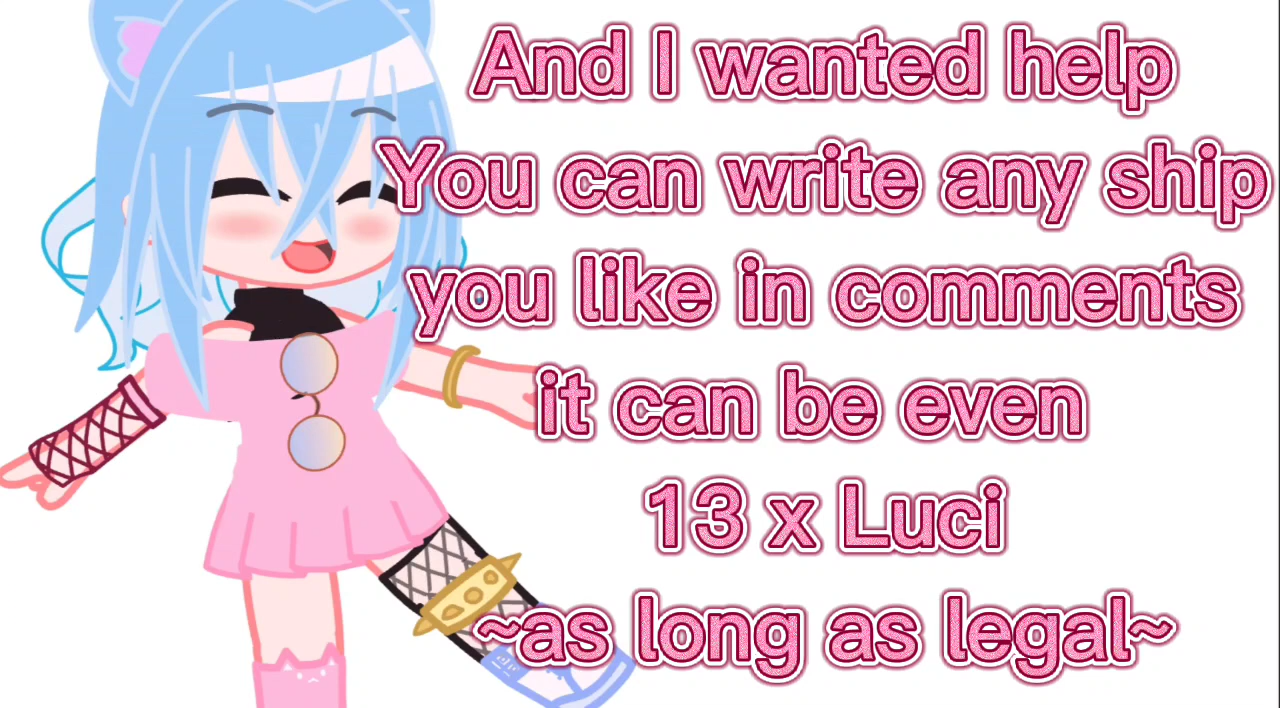 And I wanted help
You can write any ship
you like in comments
it can be even
13 x Luci
~as long as legal~